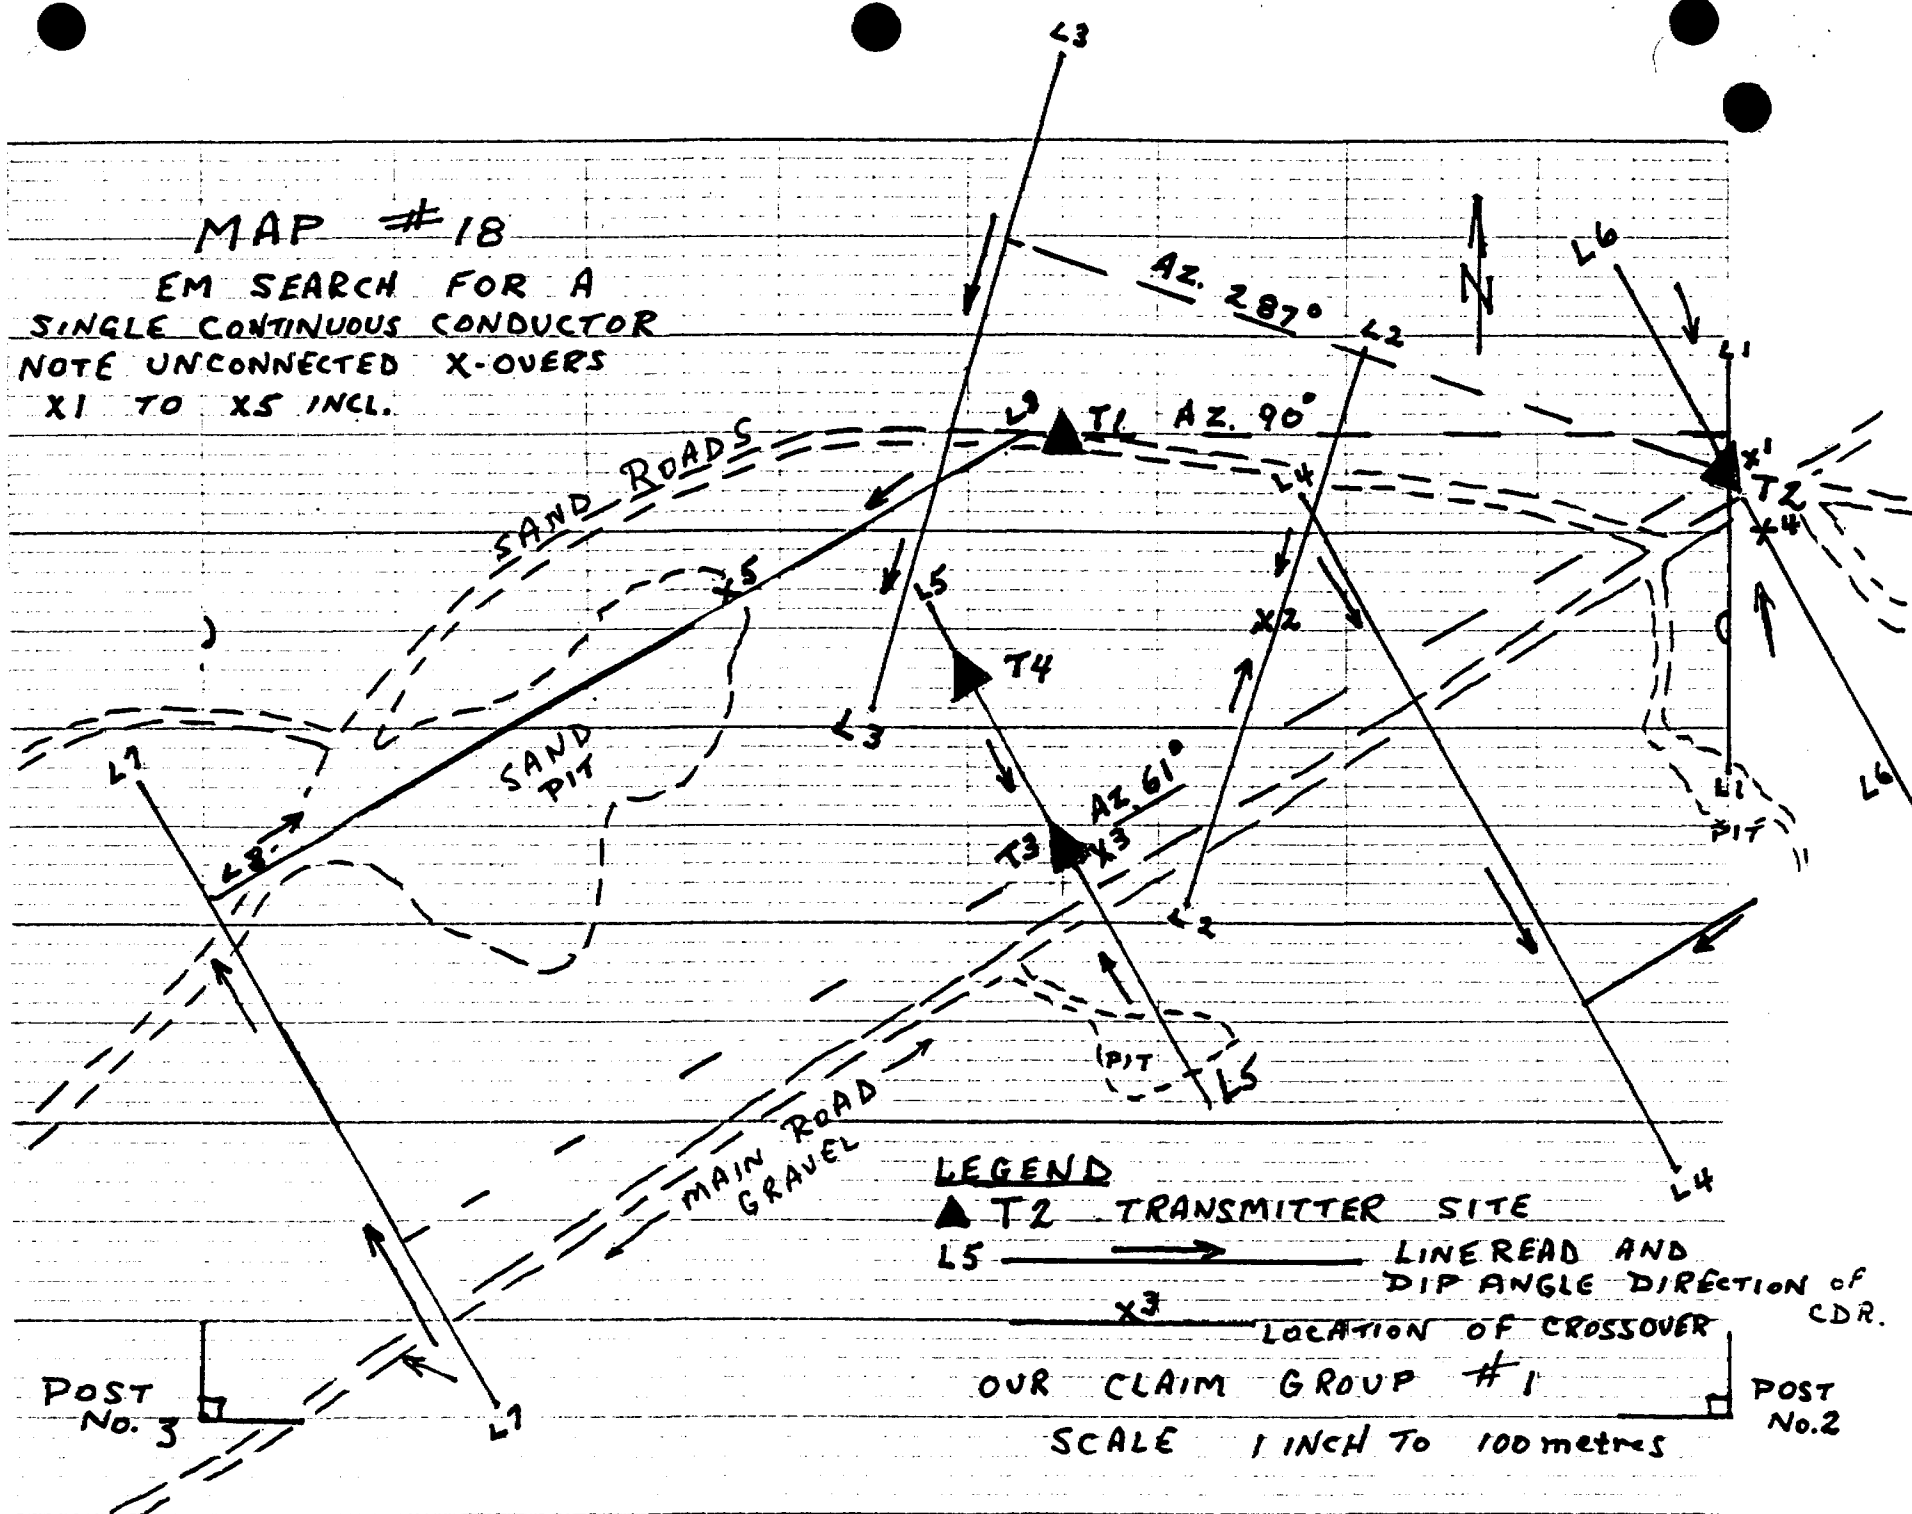 L3
MAP #18
EM SEARCH FOR A
SINGLE CONTINUOUS CONDUCTOR
NOTE UNCONNECTED X-OVERS
X1 TO X5 INCL.
AZ. 287°
N
L6
L2
L1
L8
T1 AZ. 90°
SAND ROADS
L4
X1
T2
X4
X5
L5
X2
T4
L3
L7
SAND
PIT
AZ. 61°
L6
L1
PIT
L8
T3
X3
L2
PIT
L5
MAIN ROAD
GRAVEL
L4
LEGEND
T2 TRANSMITTER SITE
L5 LINE READ AND
DIP ANGLE DIRECTION OF
CDR.
X3
LOCATION OF CROSSOVER
OUR CLAIM GROUP #1
POST
No. 3
L7
POST
No. 2
SCALE 1 INCH TO 100 metres